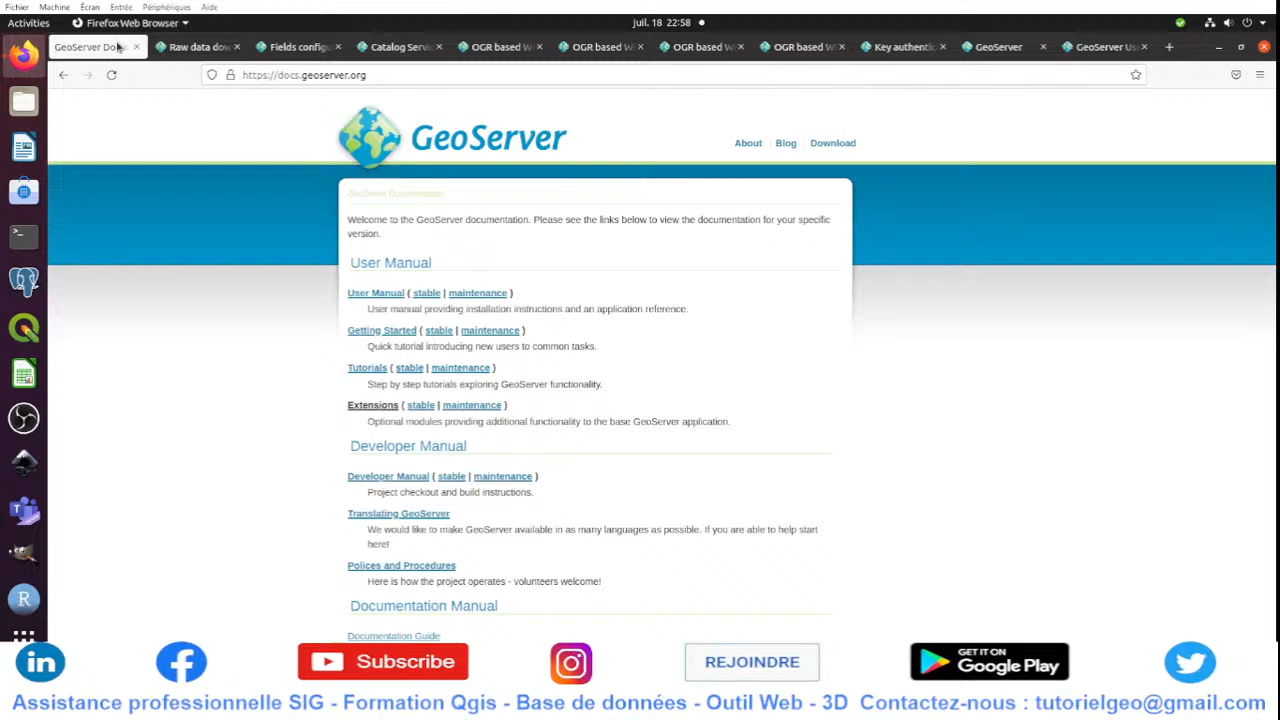 Fichier Machine Écran Entrée Périphériques Aide
Activities Firefox Web Browser juil. 18 22:58
GeoServer Do Raw data dow Fields config Catalog Servi OGR based W OGR based W OGR based W OGR based W Key authenti GeoServer GeoServer Us
https://docs.geoserver.org
GeoServer
About Blog Download
GeoServer Documentation
Welcome to the GeoServer documentation. Please see the links below to view the documentation for your specific
version.
User Manual
User Manual ( stable | maintenance )
User manual providing installation instructions and an application reference.
Getting Started ( stable | maintenance )
Quick tutorial introducing new users to common tasks.
Tutorials ( stable | maintenance )
Step by step tutorials exploring GeoServer functionality.
Extensions ( stable | maintenance )
Optional modules providing additional functionality to the base GeoServer application.
Developer Manual
Developer Manual ( stable | maintenance )
Project checkout and build instructions.
Translating GeoServer
We would like to make GeoServer available in as many languages as possible. If you are able to help start
here!
Polices and Procedures
Here is how the project operates - volunteers welcome!
Documentation Manual
Documentation Guide
in f Subscribe REJOINDRE GET IT ON Google Play
Assistance professionnelle SIG - Formation Qgis - Base de données - Outil Web - 3D Contactez-nous : tutorielgeo@gmail.com